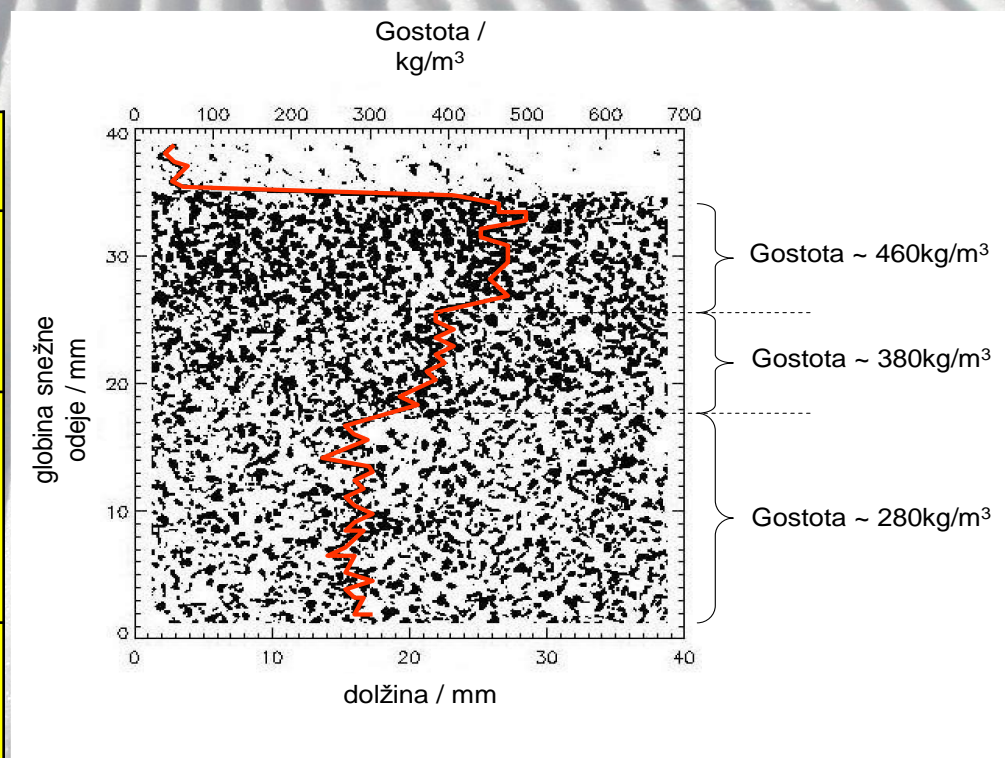 Gostota /
kg/m³
0 100 200 300 400 500 600 700
40
30
20
10
0
globina snežne
odeje / mm
0 10 20 30 40
dolžina / mm
Gostota ~ 460kg/m³
Gostota ~ 380kg/m³
Gostota ~ 280kg/m³